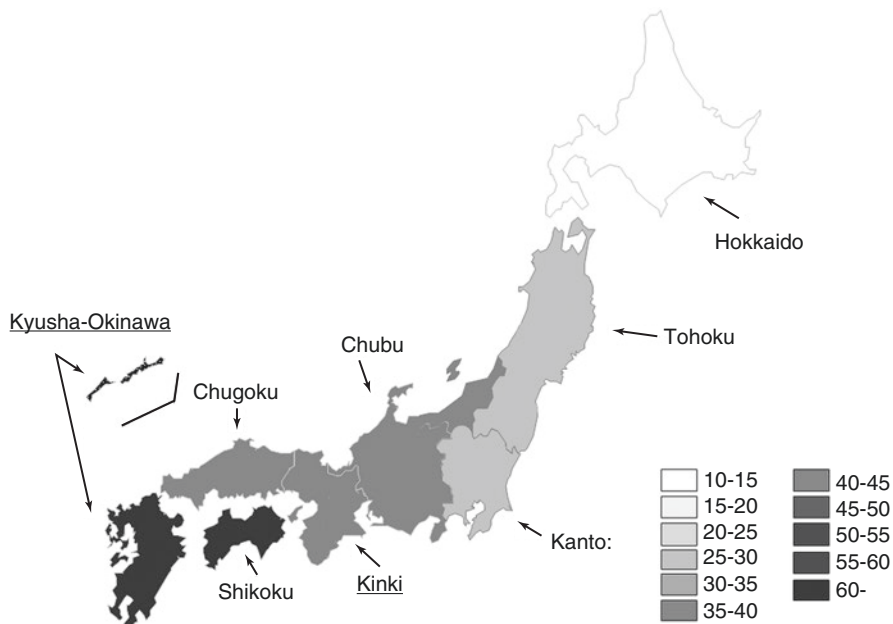 Hokkaido
Tohoku
Kyusha-Okinawa
Chubu
Chugoku
Kanto:
Shikoku
Kinki
10-15
15-20
20-25
25-30
30-35
35-40
40-45
45-50
50-55
55-60
60-